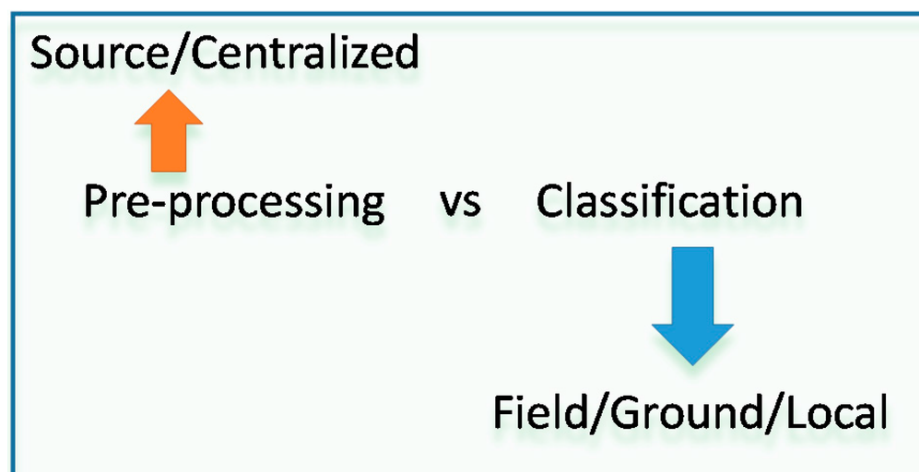 Source/Centralized
Pre-processing vs Classification
Field/Ground/Local